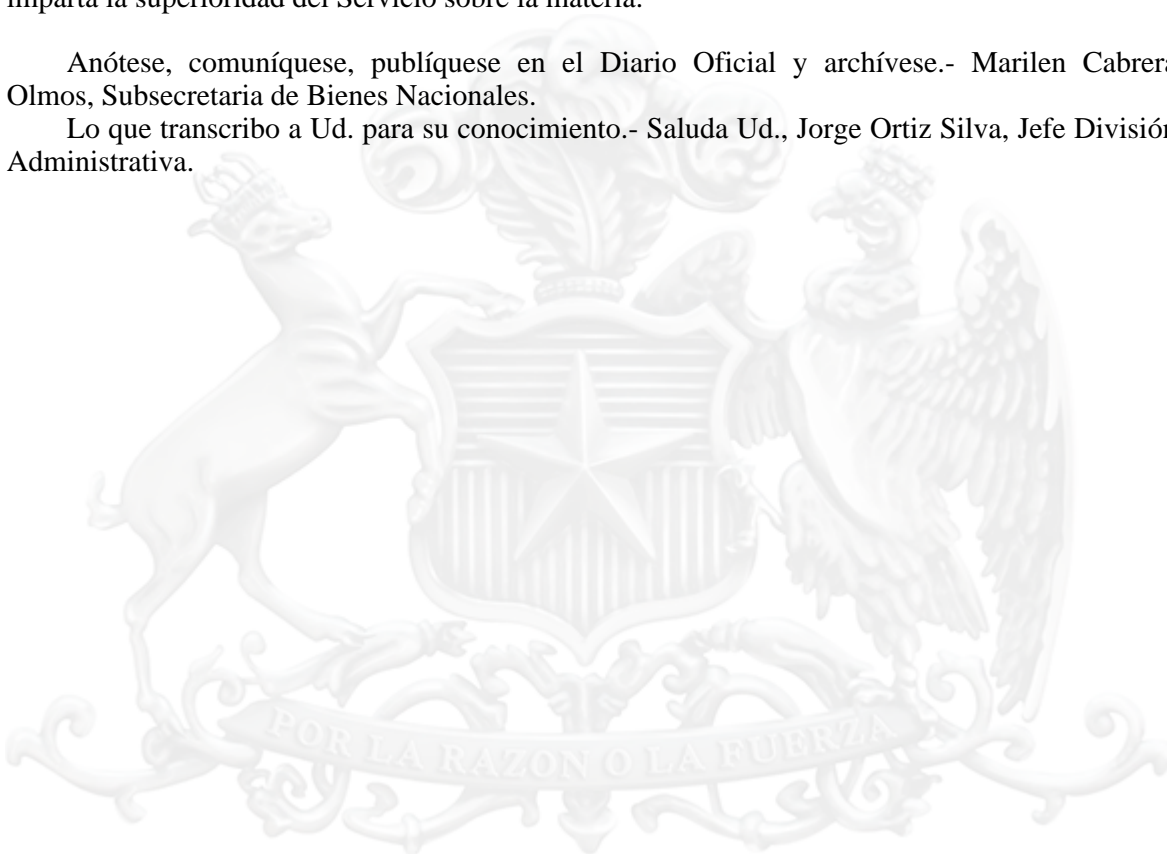 imparta la superioridad del Servicio sobre la materia.
Anótese, comuníquese, publíquese en el Diario Oficial y archívese.- Marilen Cabrera
Olmos, Subsecretaria de Bienes Nacionales.
Lo que transcribo a Ud. para su conocimiento.- Saluda Ud., Jorge Ortiz Silva, Jefe División
Administrativa.
POR LA RAZON O LA FUERZA